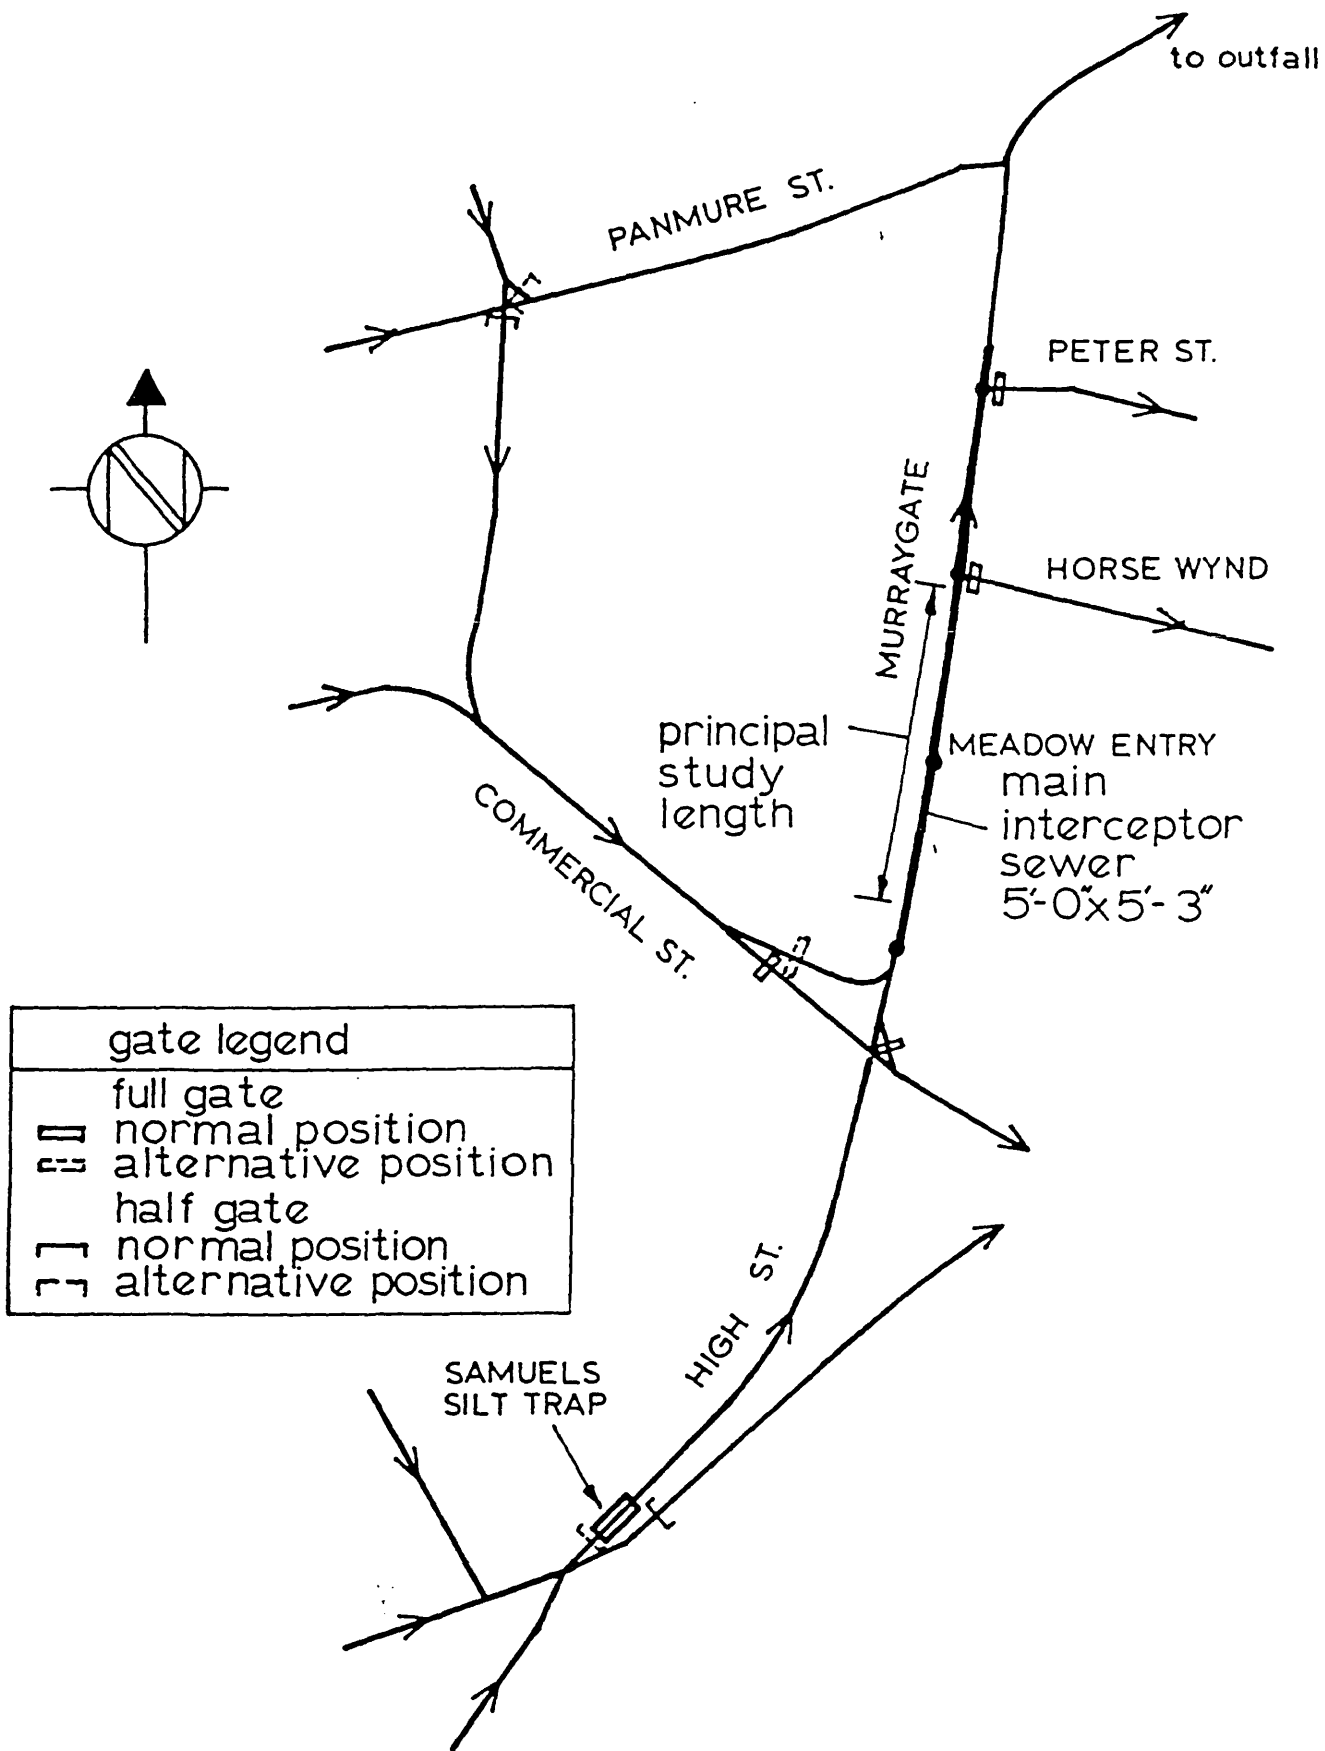 to outfall
PANMURE ST.
PETER ST.
MURRAYGATE
HORSE WYND
principal
study
length
MEADOW ENTRY
main
interceptor
sewer
5'-0"x5'-3"
COMMERCIAL ST.
gate legend
full gate
normal position
alternative position
half gate
normal position
alternative position
HIGH ST.
SAMUELS
SILT TRAP